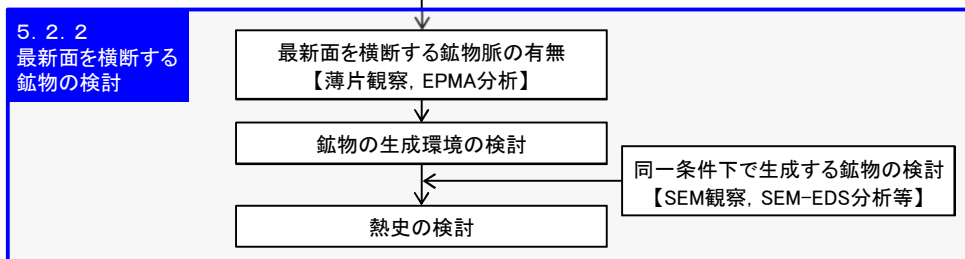 5．2．2
最新面を横断する
鉱物の検討
最新面を横断する鉱物脈の有無
【薄片観察，EPMA分析】
鉱物の生成環境の検討
同一条件下で生成する鉱物の検討
【SEM観察，SEM-EDS分析等】
熱史の検討